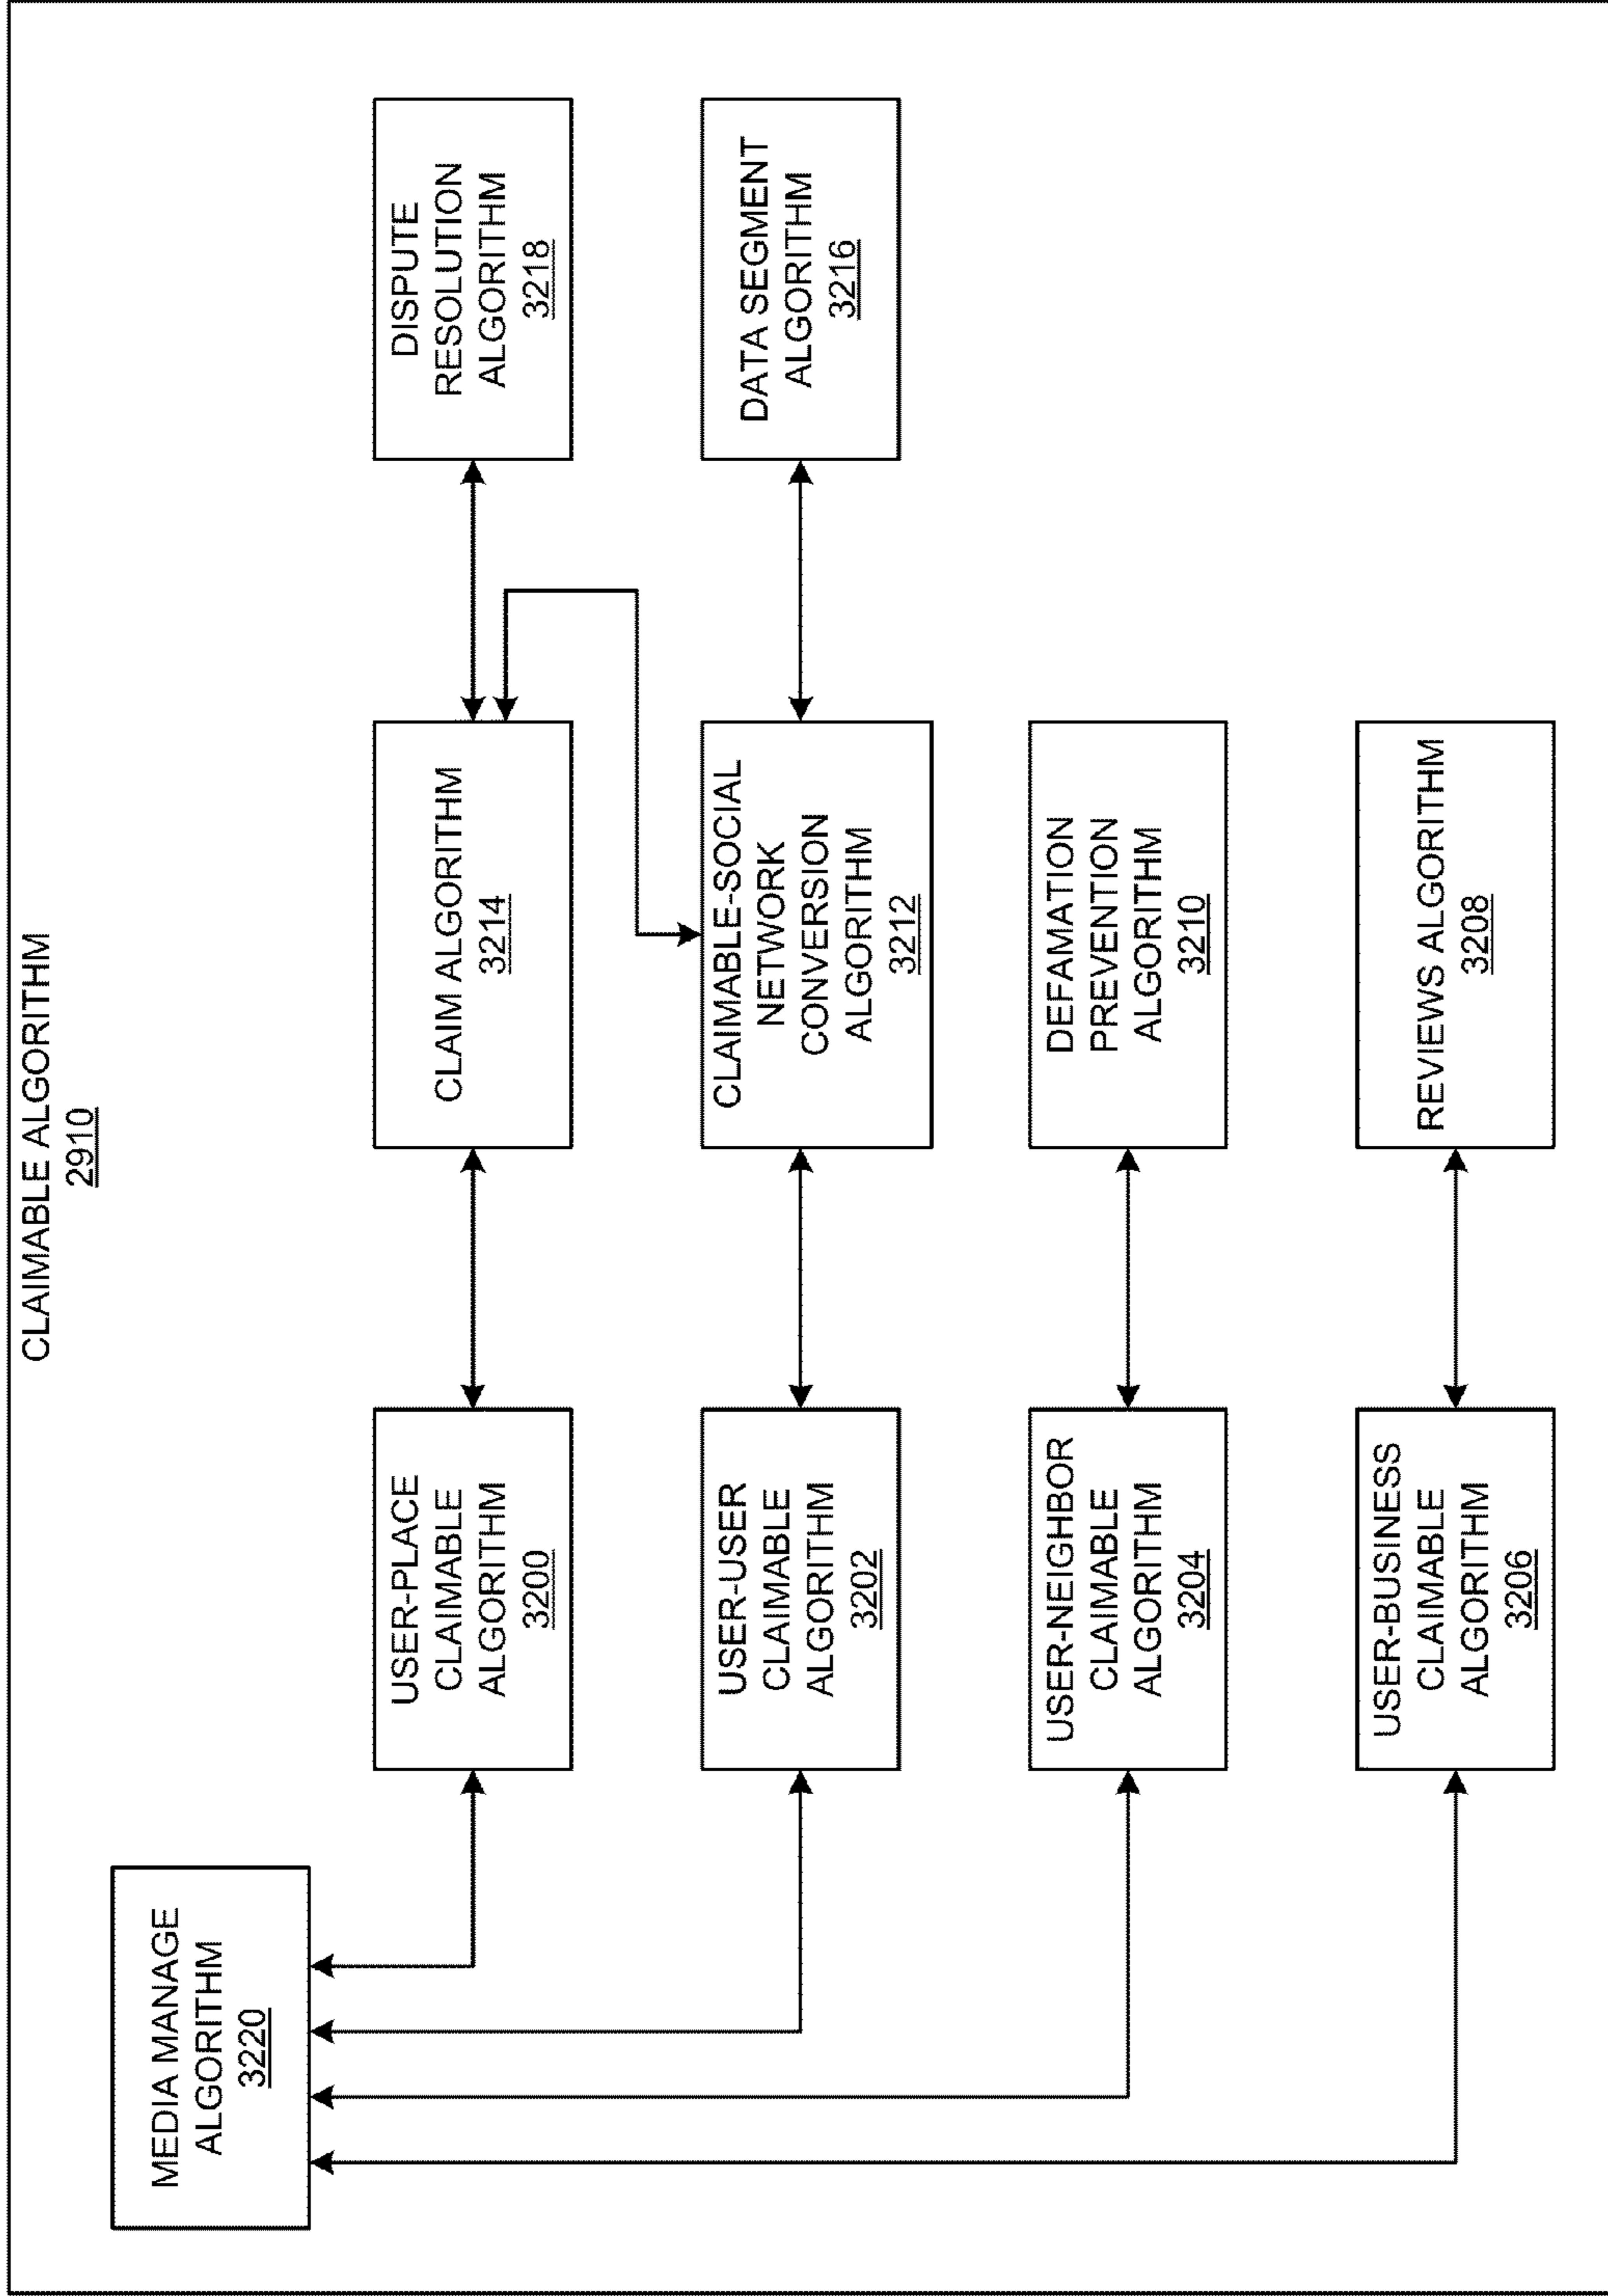 CLAIMABLE ALGORITHM
2910
MEDIA MANAGE
ALGORITHM
3220
USER-PLACE
CLAIMABLE
ALGORITHM
3200
CLAIM ALGORITHM
3214
DISPUTE
RESOLUTION
ALGORITHM
3218
USER-USER
CLAIMABLE
ALGORITHM
3202
CLAIMABLE-SOCIAL
NETWORK
CONVERSION
ALGORITHM
3212
DATA SEGMENT
ALGORITHM
3216
USER-NEIGHBOR
CLAIMABLE
ALGORITHM
3204
DEFAMATION
PREVENTION
ALGORITHM
3210
USER-BUSINESS
CLAIMABLE
ALGORITHM
3206
REVIEWS ALGORITHM
3208